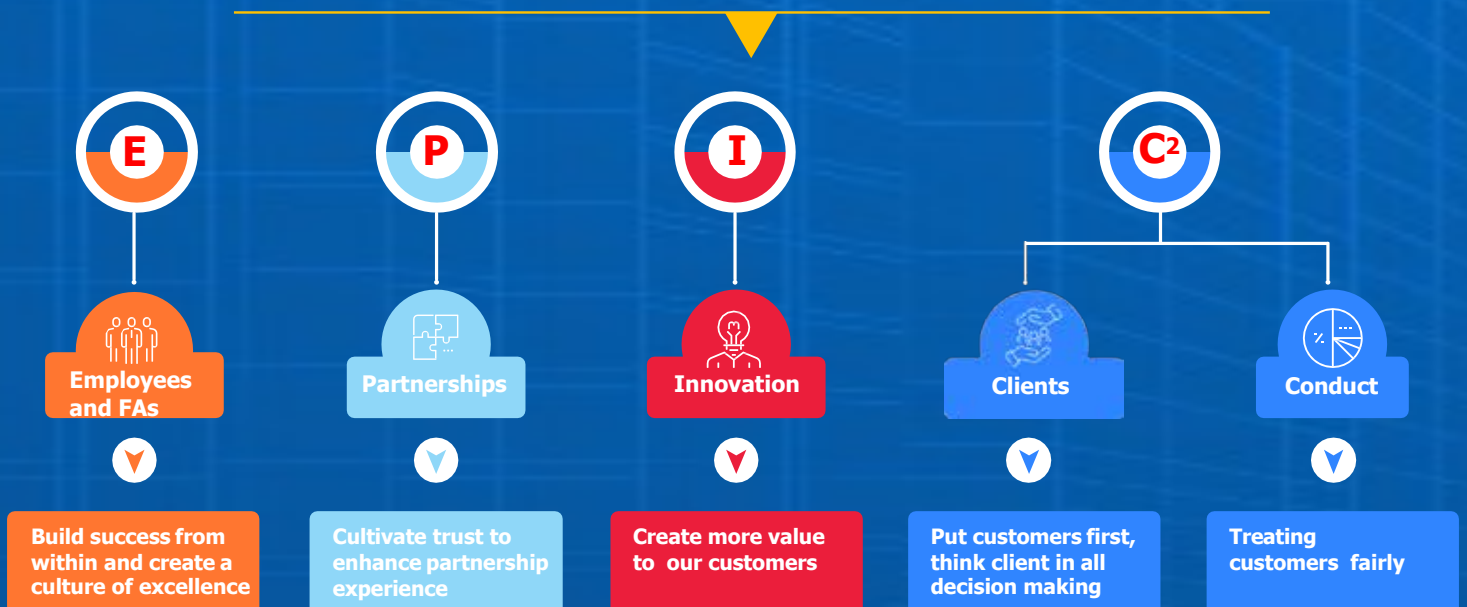 E
P
I
C²
Employees
and FAs
Partnerships
Innovation
Clients
Conduct
Build success from
within and create a
culture of excellence
Cultivate trust to
enhance partnership
experience
Create more value
to our customers
Put customers first,
think client in all
decision making
Treating
customers fairly